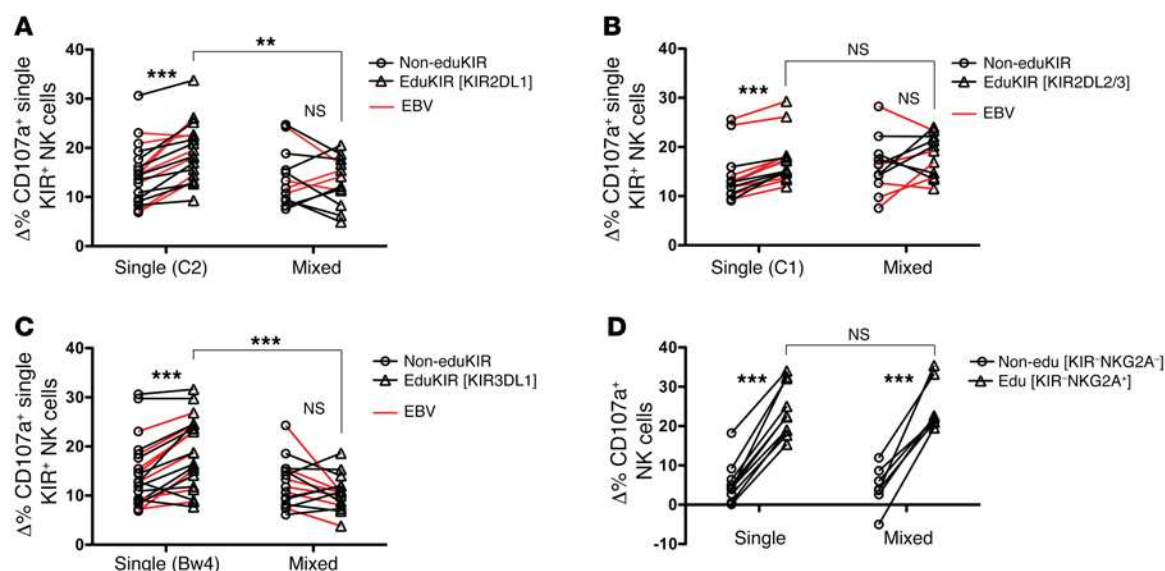 A
Δ% CD107a⁺ single
KIR⁺ NK cells
40
30
20
10
0
***
**
NS
Single (C2)
Mixed
Non-eduKIR
EduKIR [KIR2DL1]
EBV
B
Δ% CD107a⁺ single
KIR⁺ NK cells
40
30
20
10
0
***
NS
NS
Single (C1)
Mixed
Non-eduKIR
EduKIR [KIR2DL2/3]
EBV
C
Δ% CD107a⁺ single
KIR⁺ NK cells
40
30
20
10
0
***
***
NS
Single (Bw4)
Mixed
Non-eduKIR
EduKIR [KIR3DL1]
EBV
D
Δ% CD107a⁺
NK cells
40
30
20
10
0
-10
***
NS
***
Single
Mixed
Non-edu [KIR⁻NKG2A⁻]
Edu [KIR⁻NKG2A⁺]